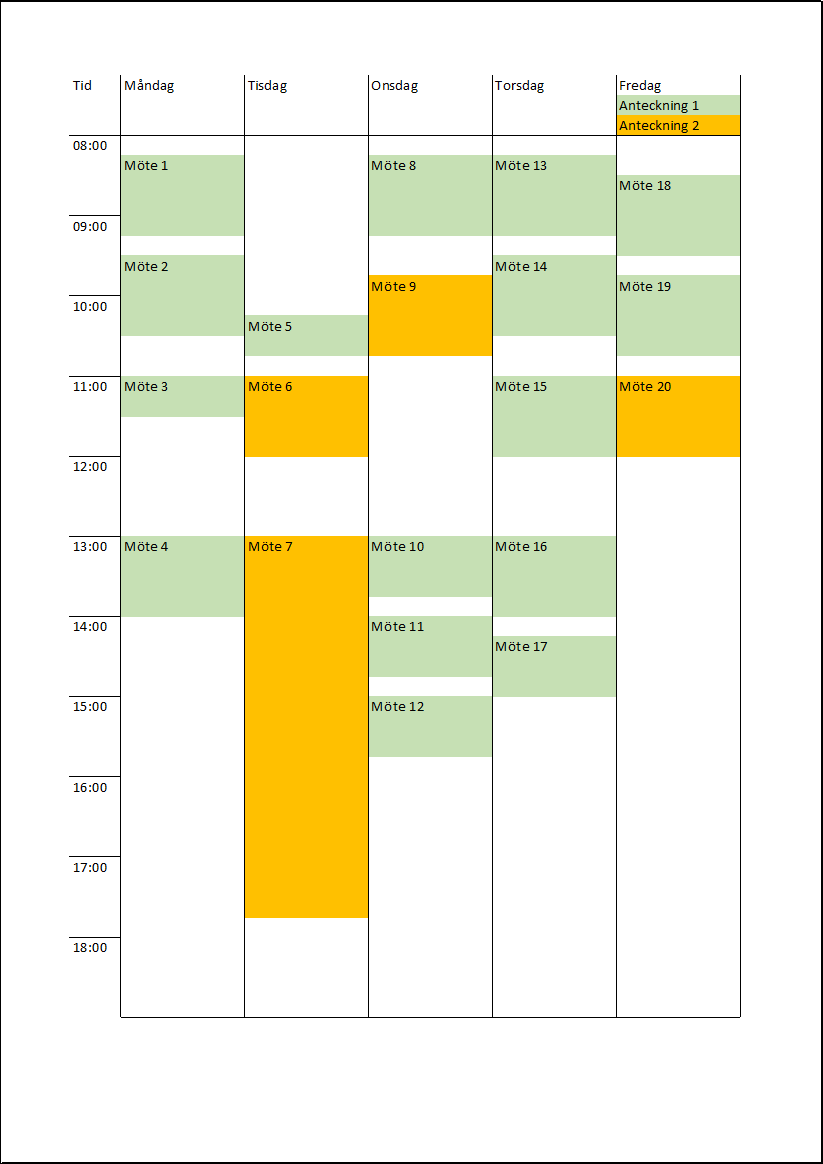 Tid Måndag Tisdag Onsdag Torsdag Fredag
Anteckning 1
Anteckning 2
08:00
Möte 1 Möte 8 Möte 13
Möte 18
09:00
Möte 2 Möte 14
Möte 9 Möte 19
10:00
Möte 5
11:00 Möte 3 Möte 6 Möte 15 Möte 20
12:00
13:00 Möte 4 Möte 7 Möte 10 Möte 16
14:00 Möte 11
Möte 17
15:00 Möte 12
16:00
17:00
18:00